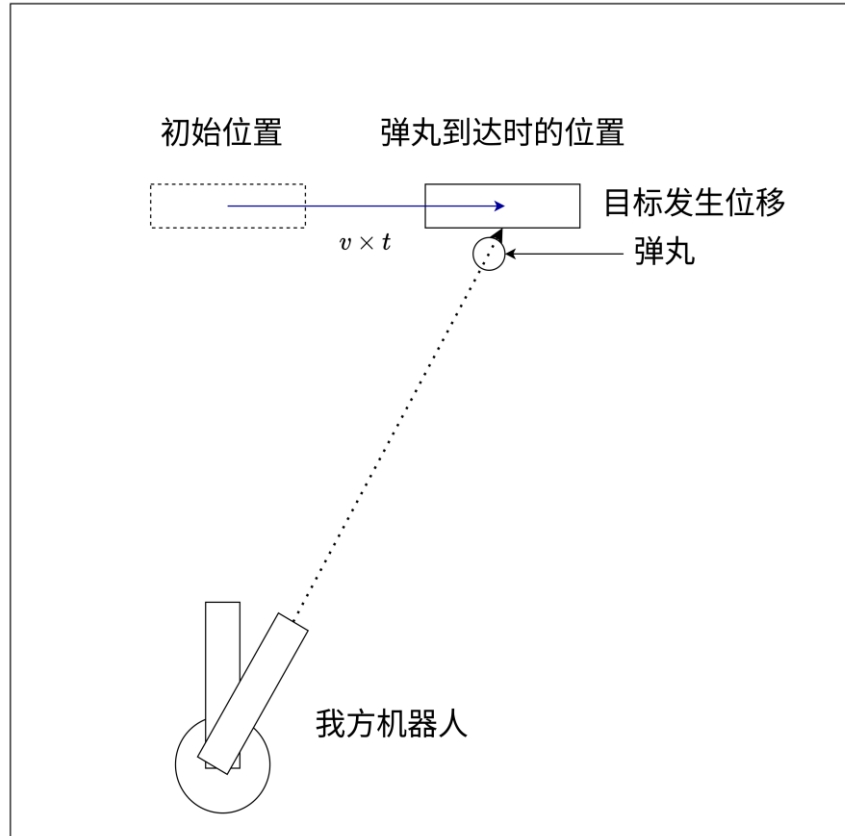 初始位置
弹丸到达时的位置
目标发生位移
v × t
弹丸
我方机器人